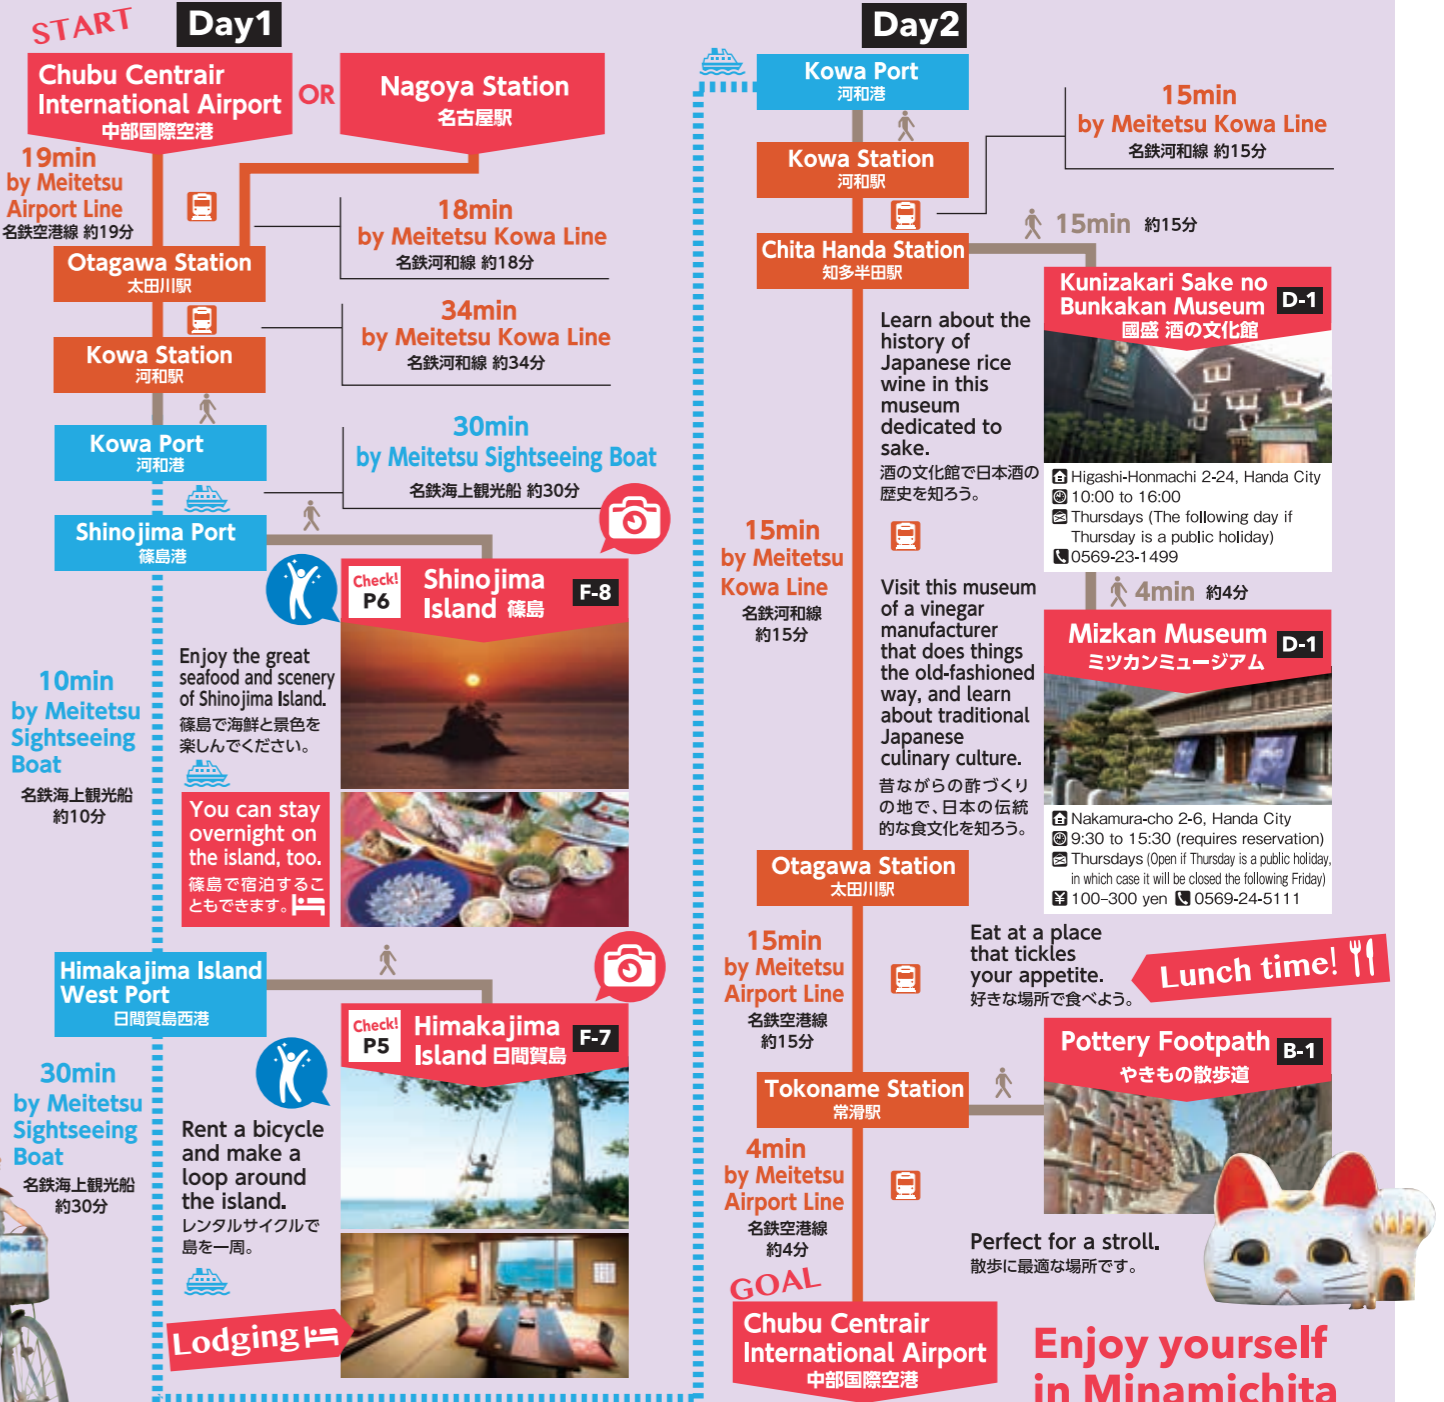 START
Day1
Chubu Centrair
International Airport
中部国際空港
OR
Nagoya Station
名古屋駅
19min
by Meitetsu
Airport Line
名鉄空港線 約19分
18min
by Meitetsu Kowa Line
名鉄河和線 約18分
Otagawa Station
太田川駅
34min
by Meitetsu Kowa Line
名鉄河和線 約34分
Kowa Station
河和駅
Kowa Port
河和港
30min
by Meitetsu Sightseeing Boat
名鉄海上観光船 約30分
Shinojima Port
篠島港
Check!
P6
Shinojima
Island 篠島
F-8
Enjoy the great
seafood and scenery
of Shinojima Island.
篠島で海鮮と景色を
楽しんでください。
10min
by Meitetsu
Sightseeing
Boat
名鉄海上観光船
約10分
You can stay
overnight on
the island, too.
篠島で宿泊するこ
ともできます。
Himakajima Island
West Port
日間賀島西港
Check!
P5
Himakajima
Island 日間賀島
F-7
30min
by Meitetsu
Sightseeing
Boat
名鉄海上観光船
約30分
Rent a bicycle
and make a
loop around
the island.
レンタルサイクルで
島を一周。
Lodging
No.22
Day2
Kowa Port
河和港
Kowa Station
河和駅
15min
by Meitetsu Kowa Line
名鉄河和線 約15分
Chita Handa Station
知多半田駅
15min 約15分
Kunizakari Sake no
Bunkakan Museum
國盛 酒の文化館
D-1
Learn about the
history of
Japanese rice
wine in this
museum
dedicated to
sake.
酒の文化館で日本酒の
歴史を知ろう。
Higashi-Honmachi 2-24, Handa City
10:00 to 16:00
Thursdays (The following day if
Thursday is a public holiday)
0569-23-1499
4min 約4分
15min
by Meitetsu
Kowa Line
名鉄河和線
約15分
Mizkan Museum
ミツカンミュージアム
D-1
Visit this museum
of a vinegar
manufacturer
that does things
the old-fashioned
way, and learn
about traditional
Japanese
culinary culture.
昔ながらの酢づくり
の地で、日本の伝統
的な食文化を知ろう。
Nakamura-cho 2-6, Handa City
9:30 to 15:30 (requires reservation)
Thursdays (Open if Thursday is a public holiday,
in which case it will be closed the following Friday)
¥ 100–300 yen 0569-24-5111
Otagawa Station
太田川駅
Eat at a place
that tickles
your appetite.
好きな場所で食べよう。
Lunch time!
15min
by Meitetsu
Airport Line
名鉄空港線
約15分
Pottery Footpath
やきもの散歩道
B-1
Tokoname Station
常滑駅
4min
by Meitetsu
Airport Line
名鉄空港線
約4分
Perfect for a stroll.
散歩に最適な場所です。
GOAL
Chubu Centrair
International Airport
中部国際空港
Enjoy yourself
in Minamichita